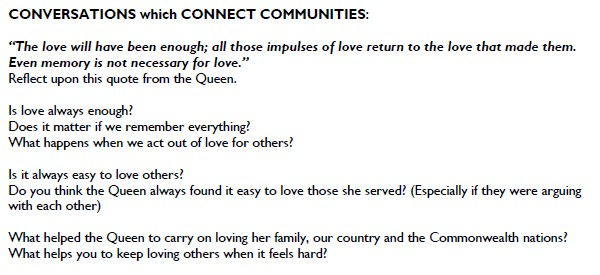 CONVERSATIONS which CONNECT COMMUNITIES:
“The love will have been enough; all those impulses of love return to the love that made them.
Even memory is not necessary for love.”
Reflect upon this quote from the Queen.
Is love always enough?
Does it matter if we remember everything?
What happens when we act out of love for others?
Is it always easy to love others?
Do you think the Queen always found it easy to love those she served? (Especially if they were arguing
with each other)
What helped the Queen to carry on loving her family, our country and the Commonwealth nations?
What helps you to keep loving others when it feels hard?